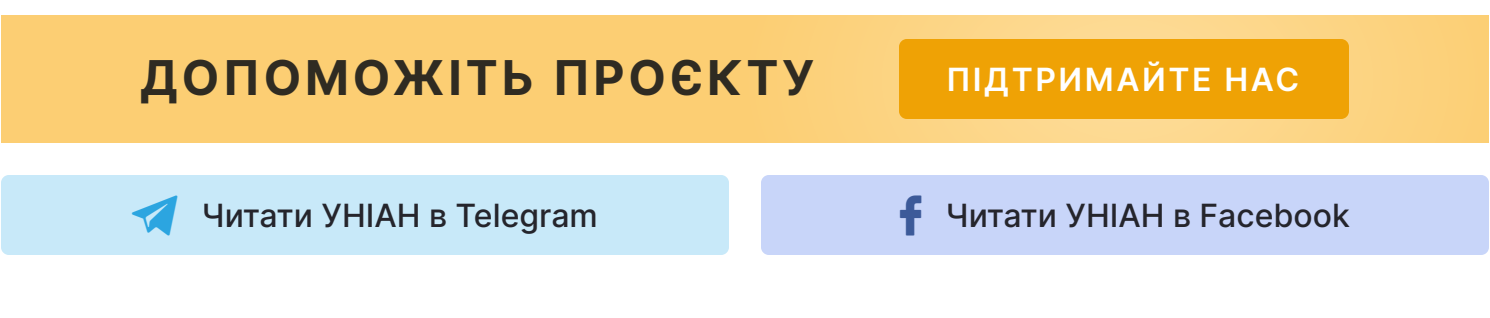 ДОПОМОЖІТЬ ПРОЄКТУ
ПІДТРИМАЙТЕ НАС
Читати УНІАН в Telegram
Читати УНІАН в Facebook